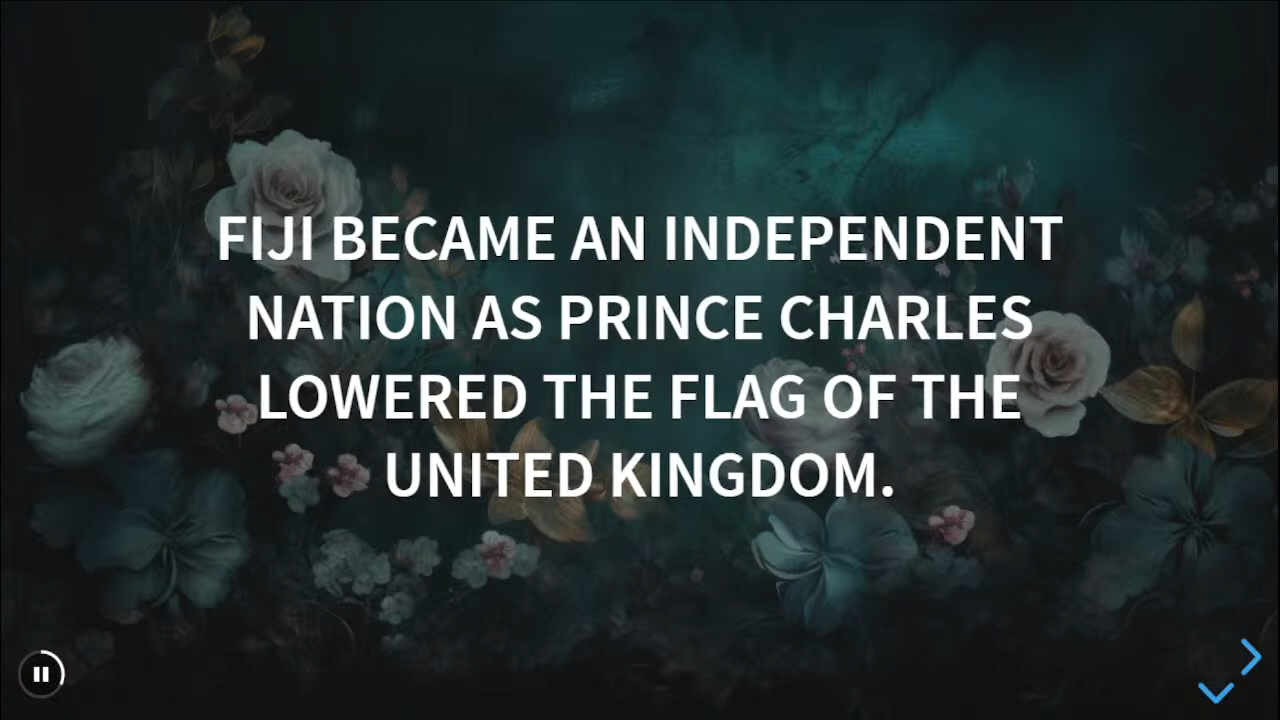 FIJI BECAME AN INDEPENDENT
NATION AS PRINCE CHARLES
LOWERED THE FLAG OF THE
UNITED KINGDOM.